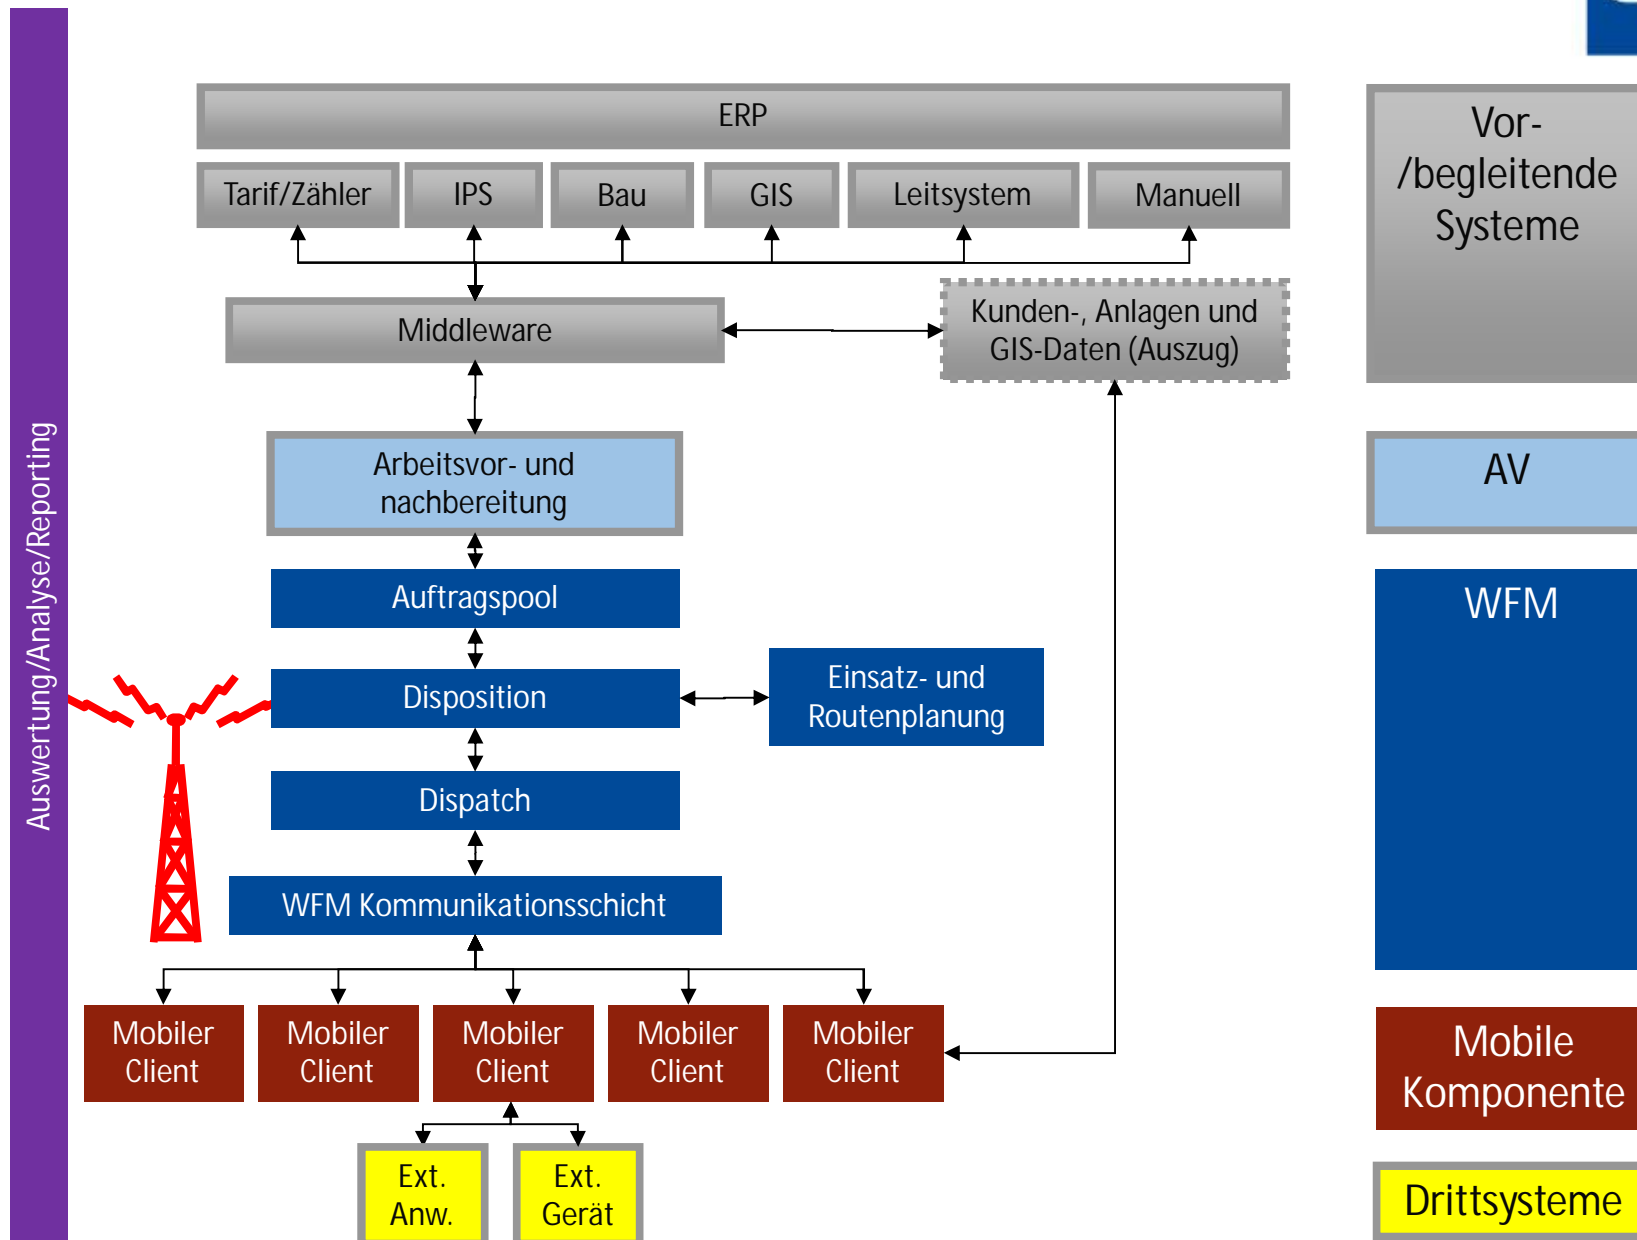 ERP
Tarif/Zähler
IPS
Bau
GIS
Leitsystem
Manuell
Vor-
/begleitende
Systeme
Middleware
Kunden-, Anlagen und
GIS-Daten (Auszug)
Arbeitsvor- und
nachbereitung
AV
Auftragspool
WFM
Disposition
Einsatz- und
Routenplanung
Dispatch
WFM Kommunikationsschicht
Mobiler
Client
Mobiler
Client
Mobiler
Client
Mobiler
Client
Mobiler
Client
Mobile
Komponente
Ext.
Anw.
Ext.
Gerät
Drittsysteme
Auswertung/Analyse/Reporting